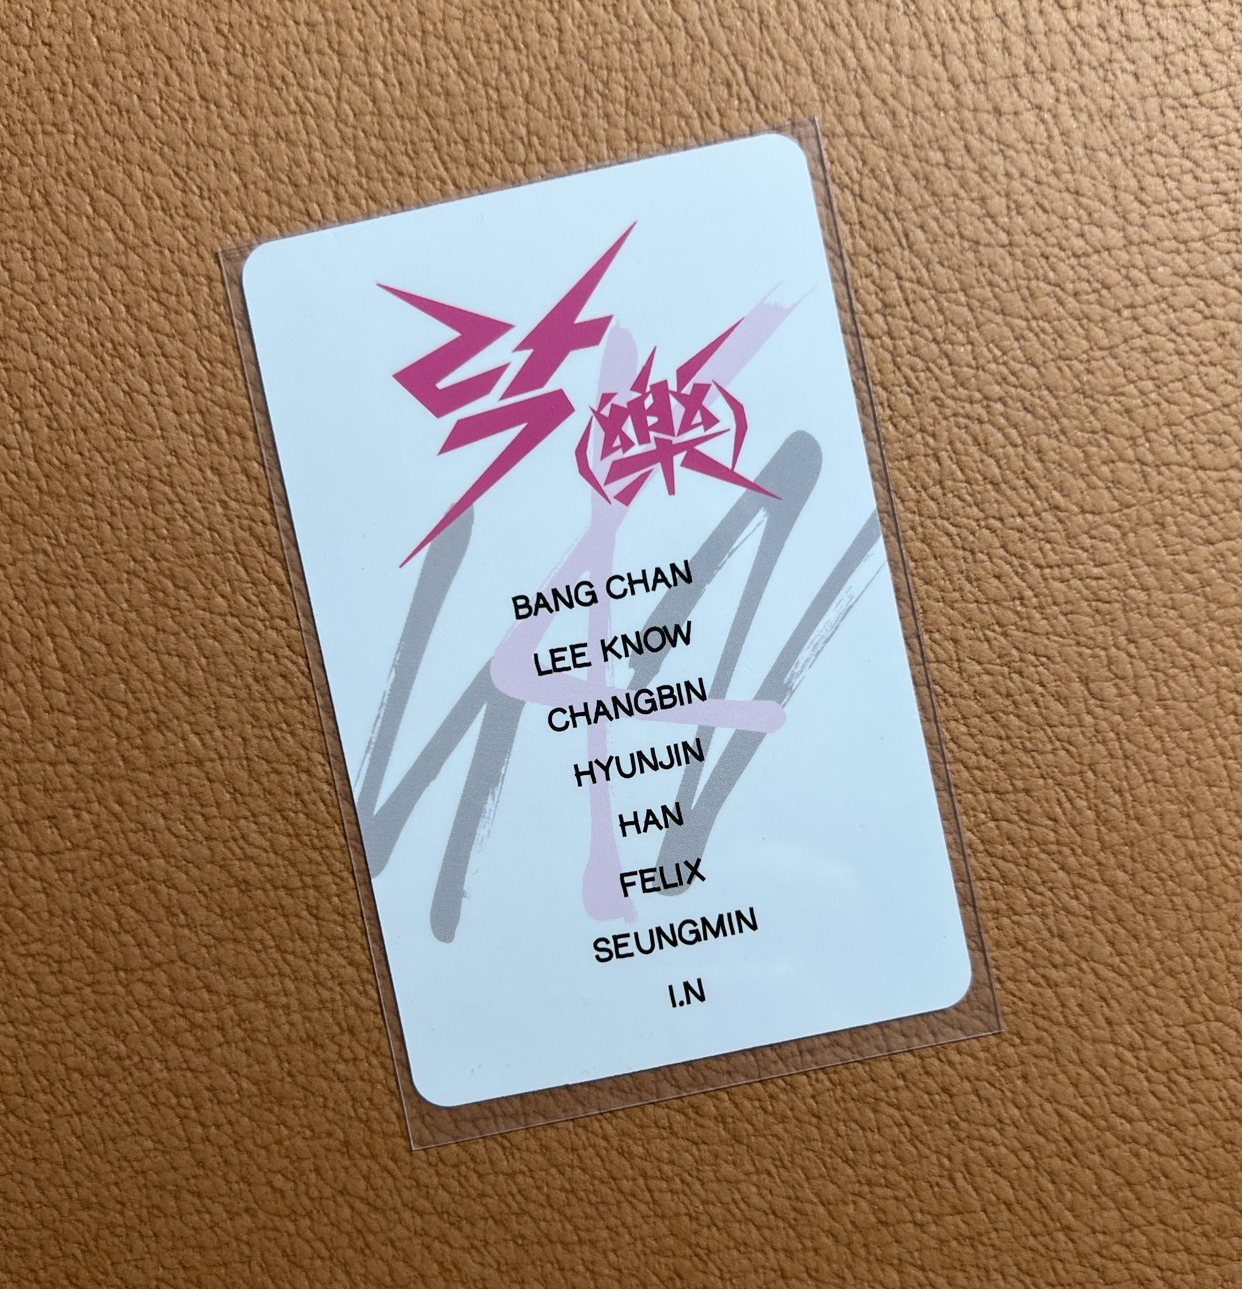 락
(樂)
BANG CHAN
LEE KNOW
CHANGBIN
HYUNJIN
HAN
FELIX
SEUNGMIN
I.N